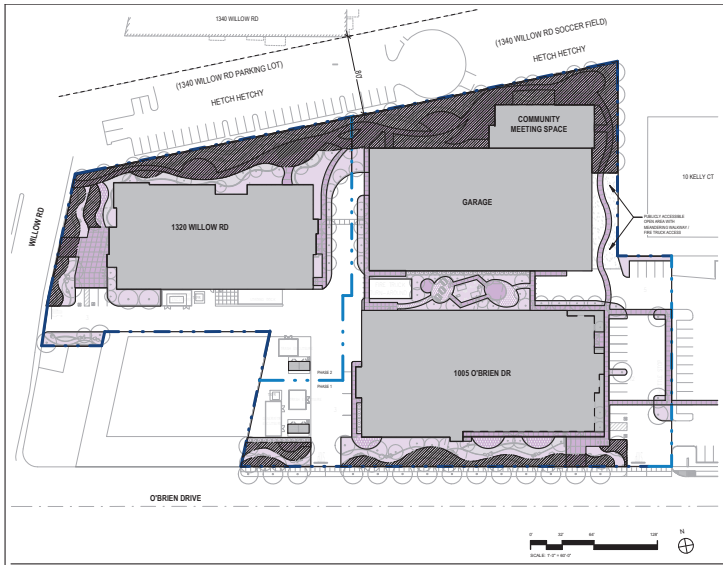 1340 WILLOW RD
(1340 WILLOW RD SOCCER FIELD)
HETCH HETCHY
(1340 WILLOW RD PARKING LOT)
HETCH HETCHY
COMMUNITY
MEETING SPACE
10 KELLY CT
GARAGE
1320 WILLOW RD
WILLOW RD
PUBLICLY ACCESSIBLE
OPEN AREA WITH
MEANDERING WALKWAY /
FIRE TRUCK ACCESS
PHASE 2
PHASE 1
1005 O'BRIEN DR
O'BRIEN DRIVE
0' 32' 64' 128'
SCALE: 1'-0" = 60'-0"
N